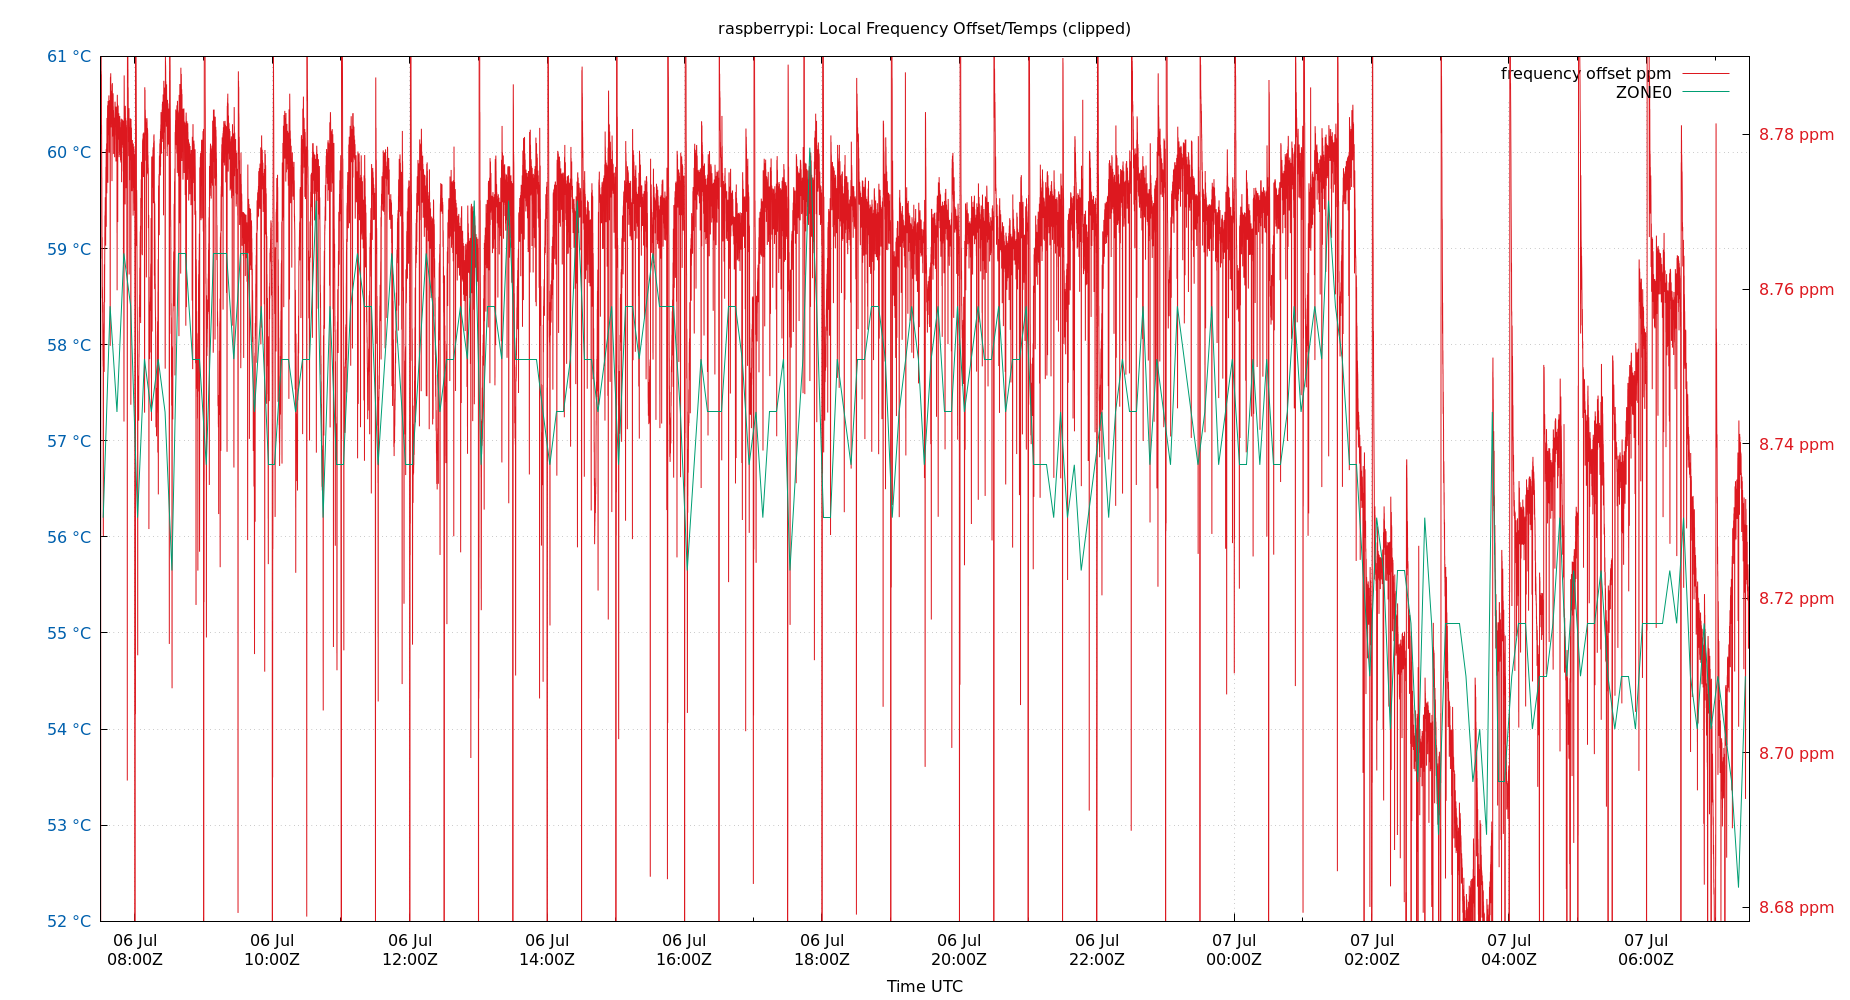 raspberrypi: Local Frequency Offset/Temps (clipped)
61 °C
60 °C
59 °C
58 °C
57 °C
56 °C
55 °C
54 °C
53 °C
52 °C
frequency offset ppm
ZONE0
8.78 ppm
8.76 ppm
8.74 ppm
8.72 ppm
8.70 ppm
8.68 ppm
06 Jul 06 Jul 06 Jul 06 Jul 06 Jul 06 Jul 06 Jul 06 Jul 07 Jul 07 Jul 07 Jul 07 Jul
08:00Z 10:00Z 12:00Z 14:00Z 16:00Z 18:00Z 20:00Z 22:00Z 00:00Z 02:00Z 04:00Z 06:00Z
Time UTC